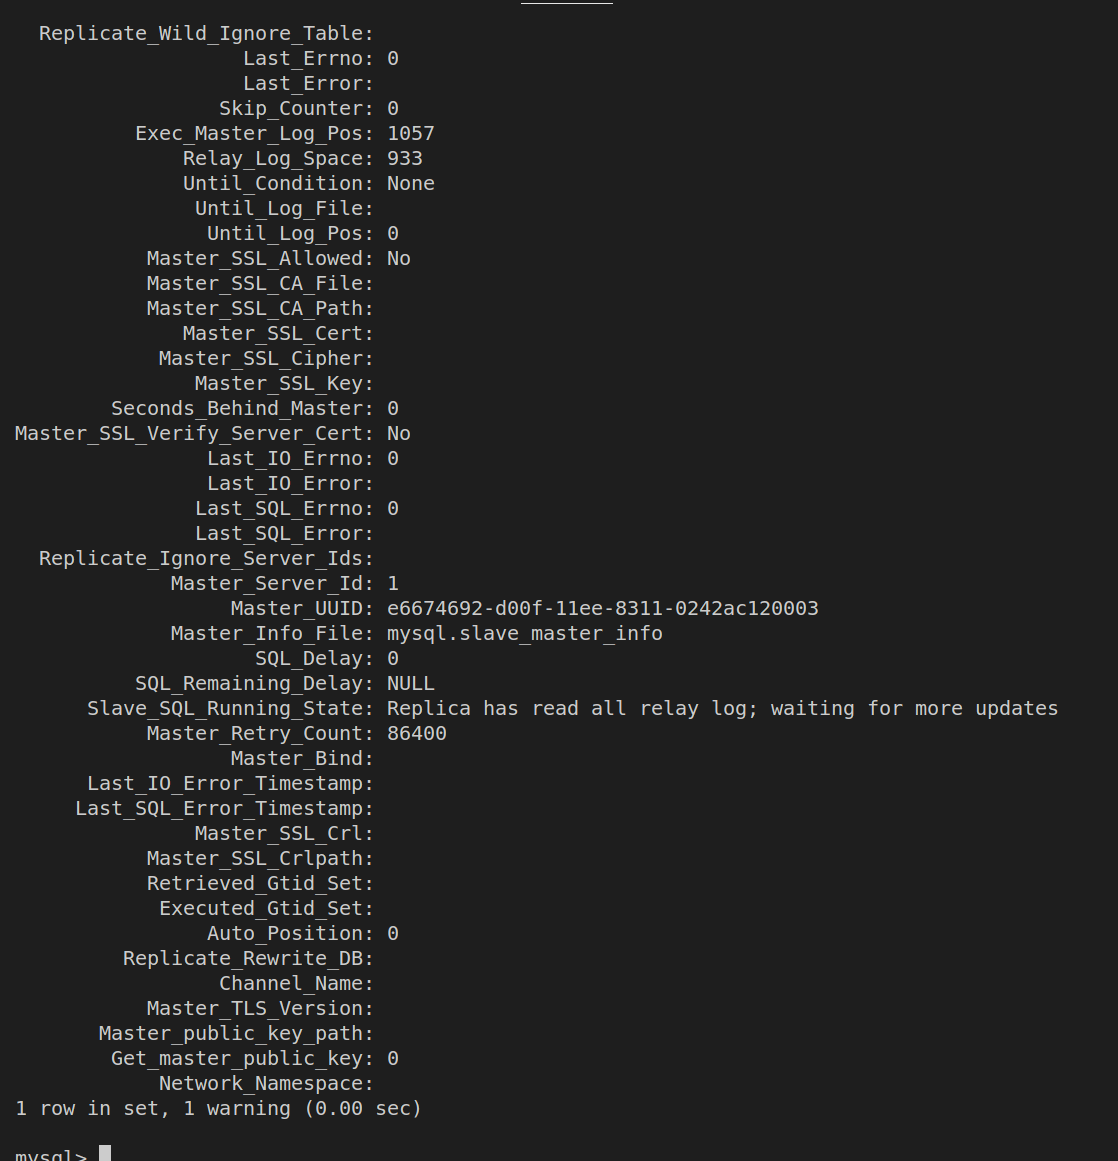 Replicate_Wild_Ignore_Table:
Last_Errno: 0
Last_Error:
Skip_Counter: 0
Exec_Master_Log_Pos: 1057
Relay_Log_Space: 933
Until_Condition: None
Until_Log_File:
Until_Log_Pos: 0
Master_SSL_Allowed: No
Master_SSL_CA_File:
Master_SSL_CA_Path:
Master_SSL_Cert:
Master_SSL_Cipher:
Master_SSL_Key:
Seconds_Behind_Master: 0
Master_SSL_Verify_Server_Cert: No
Last_IO_Errno: 0
Last_IO_Error:
Last_SQL_Errno: 0
Last_SQL_Error:
Replicate_Ignore_Server_Ids:
Master_Server_Id: 1
Master_UUID: e6674692-d00f-11ee-8311-0242ac120003
Master_Info_File: mysql.slave_master_info
SQL_Delay: 0
SQL_Remaining_Delay: NULL
Slave_SQL_Running_State: Replica has read all relay log; waiting for more updates
Master_Retry_Count: 86400
Master_Bind:
Last_IO_Error_Timestamp:
Last_SQL_Error_Timestamp:
Master_SSL_Crl:
Master_SSL_Crlpath:
Retrieved_Gtid_Set:
Executed_Gtid_Set:
Auto_Position: 0
Replicate_Rewrite_DB:
Channel_Name:
Master_TLS_Version:
Master_public_key_path:
Get_master_public_key: 0
Network_Namespace:
1 row in set, 1 warning (0.00 sec)
mysql>